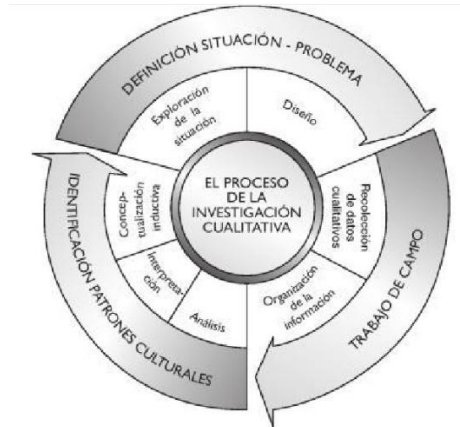 DEFINICIÓN SITUACIÓN - PROBLEMA
Exploración
de la
situación
Diseño
EL PROCESO
DE LA
INVESTIGACIÓN
CUALITATIVA
Recolección
de datos
cualitativos
TRABAJO DE CAMPO
Organización
de la
información
Análisis
Interpreta-
ción
Concep-
tualización
inductiva
IDENTIFICACIÓN PATRONES CULTURALES